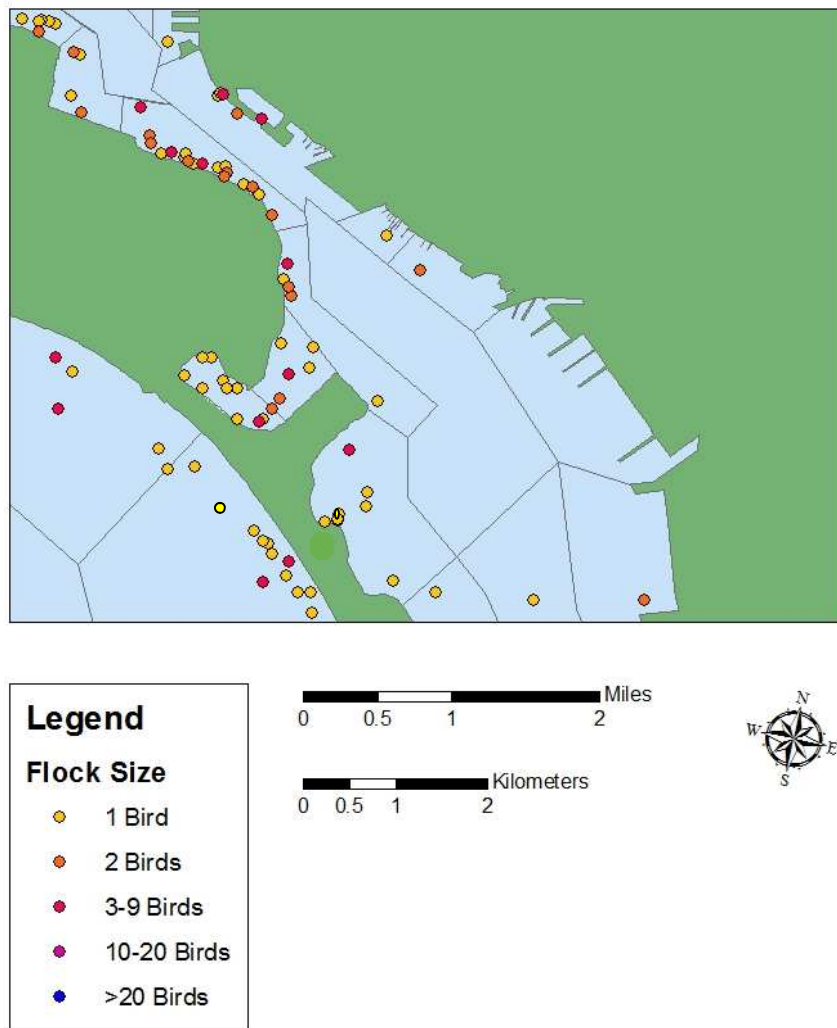 Legend
Flock Size
1 Bird
2 Birds
3-9 Birds
10-20 Birds
>20 Birds
Miles
0 0.5 1 2
Kilometers
0 0.5 1 2
N
W E
S